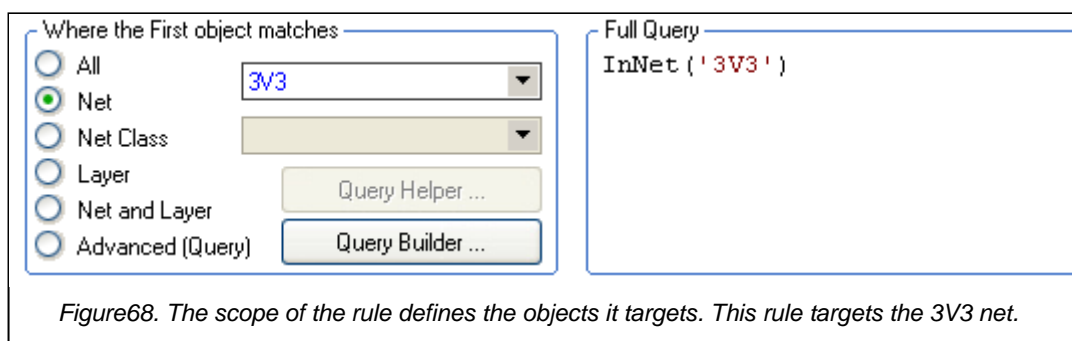 Where the First object matches
All
3V3
Net
Net Class
Layer
Query Helper ...
Net and Layer
Advanced (Query)
Query Builder ...
Full Query
InNet('3V3')
Figure68. The scope of the rule defines the objects it targets. This rule targets the 3V3 net.